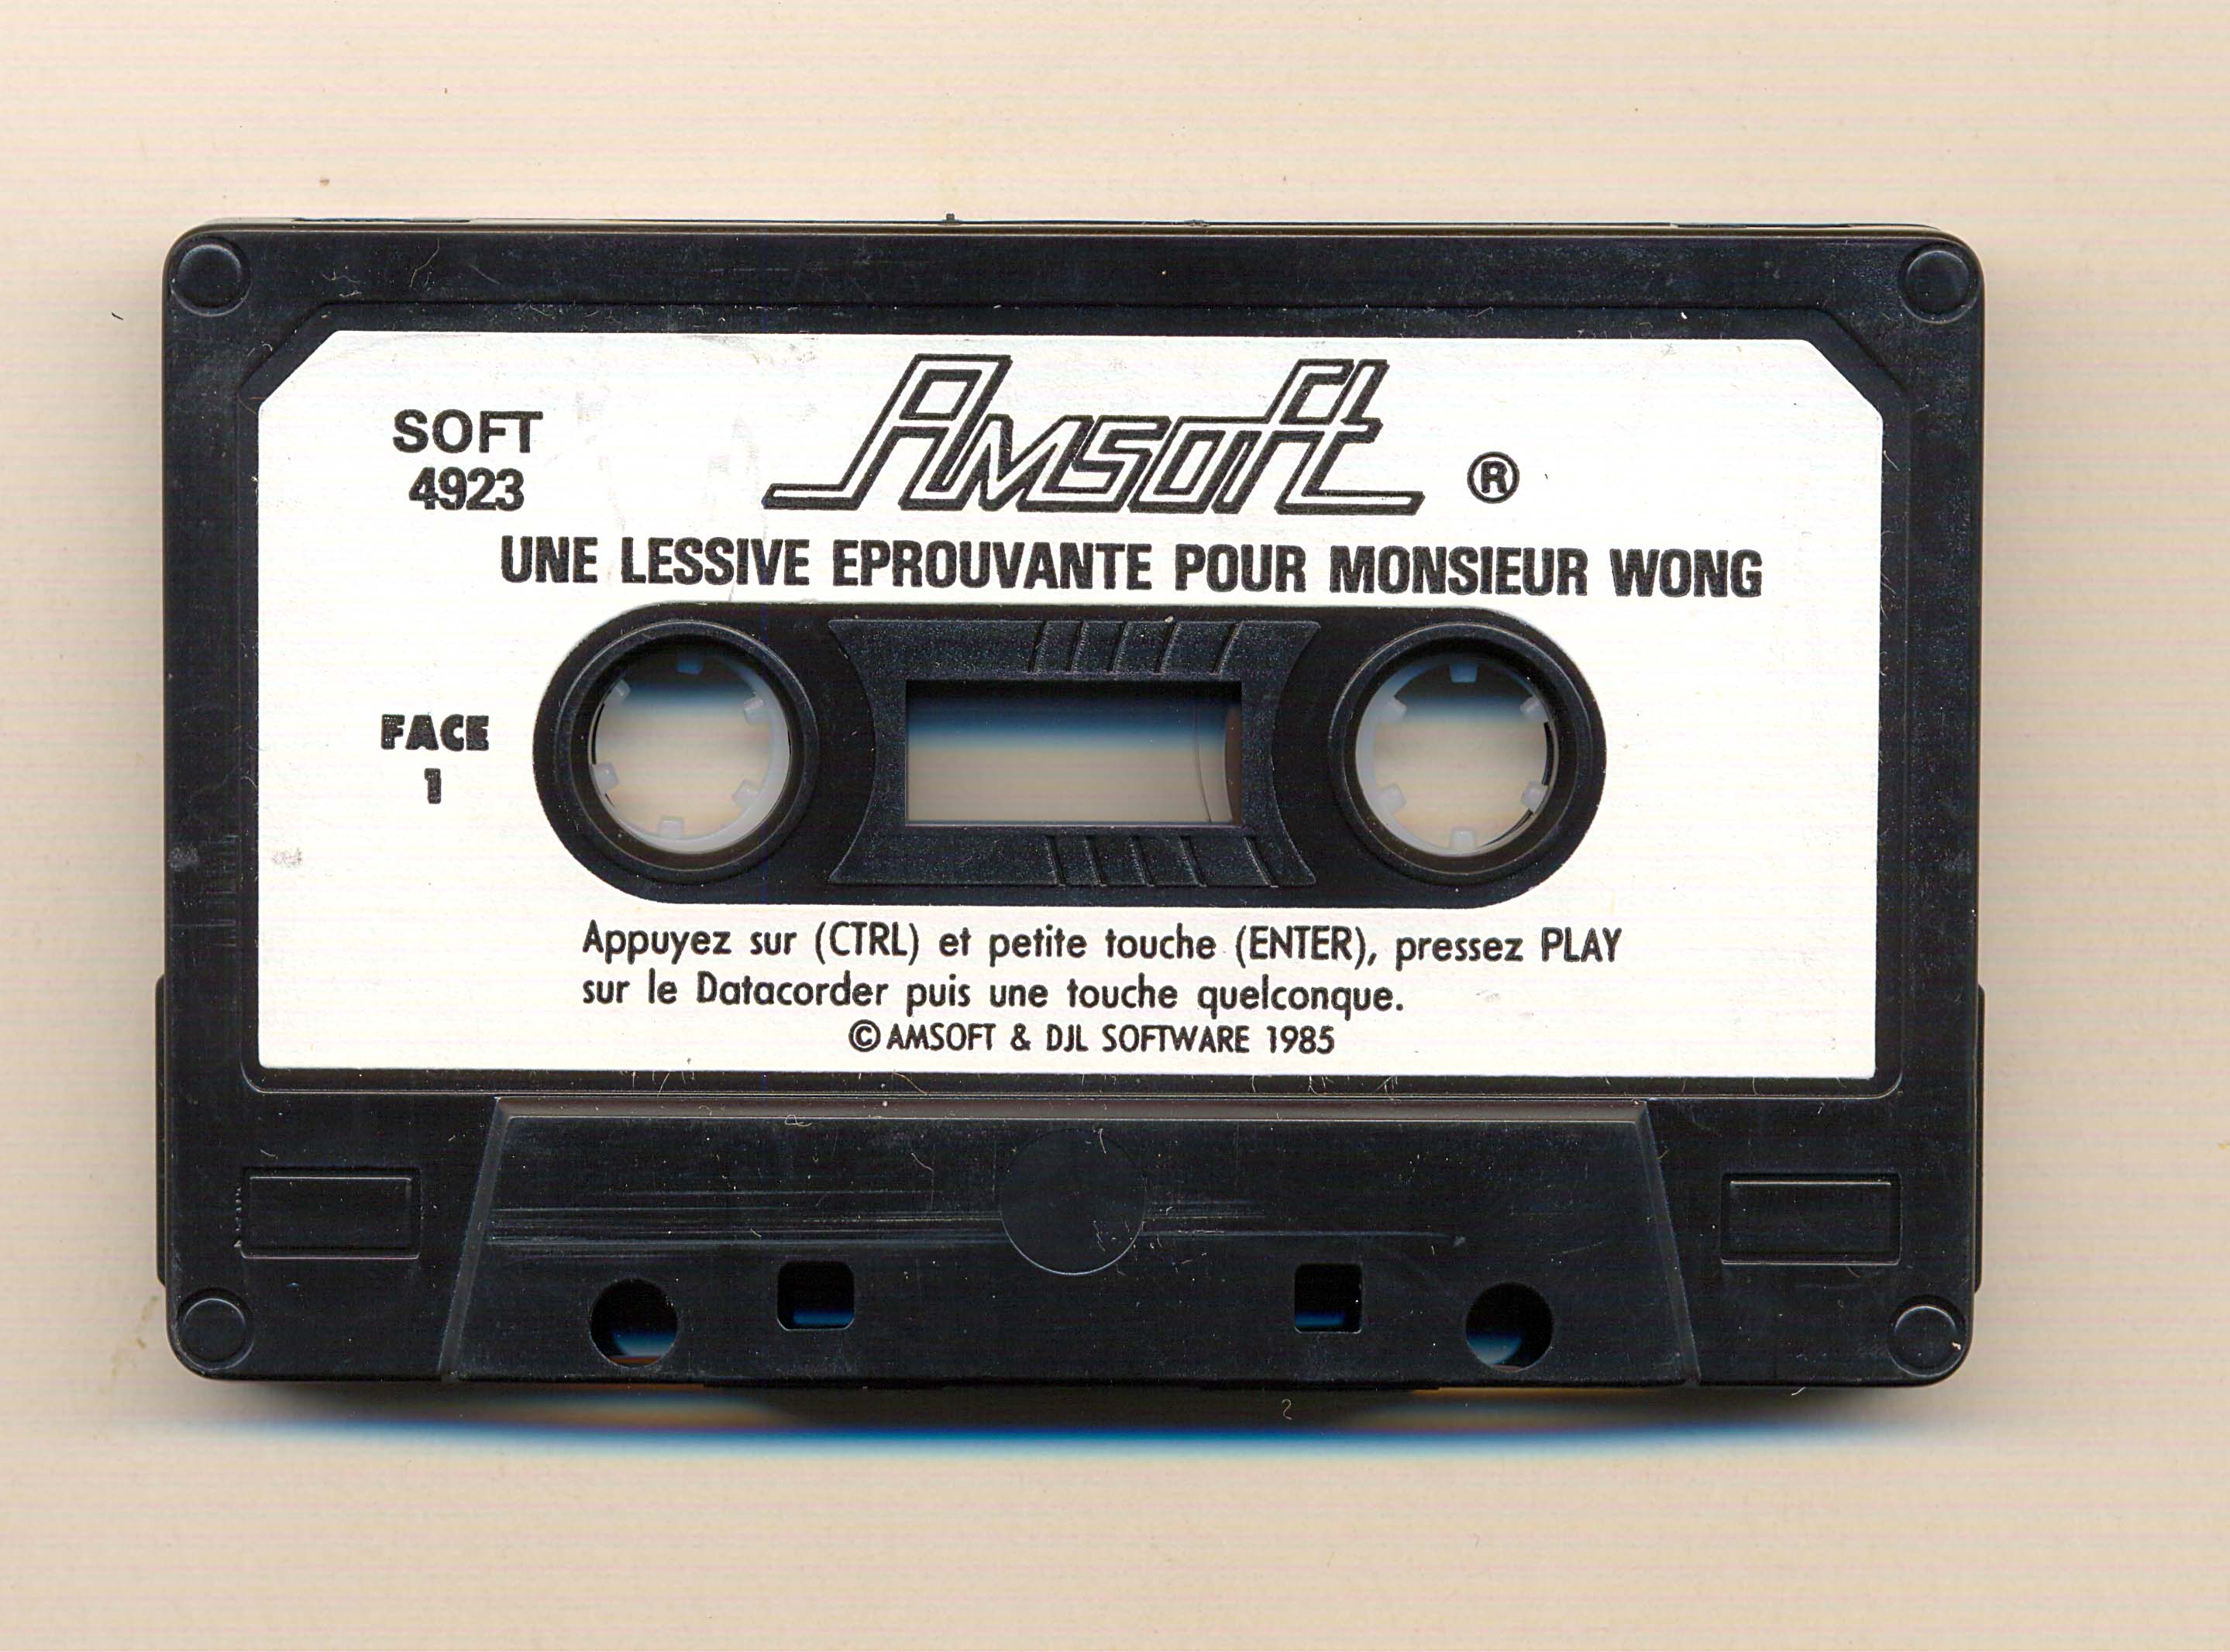 SOFT
4923
Amsoft ®
UNE LESSIVE EPROUVANTE POUR MONSIEUR WONG
FACE
1
Appuyez sur (CTRL) et petite touche (ENTER), pressez PLAY
sur le Datacorder puis une touche quelconque.
© AMSOFT & DJL SOFTWARE 1985